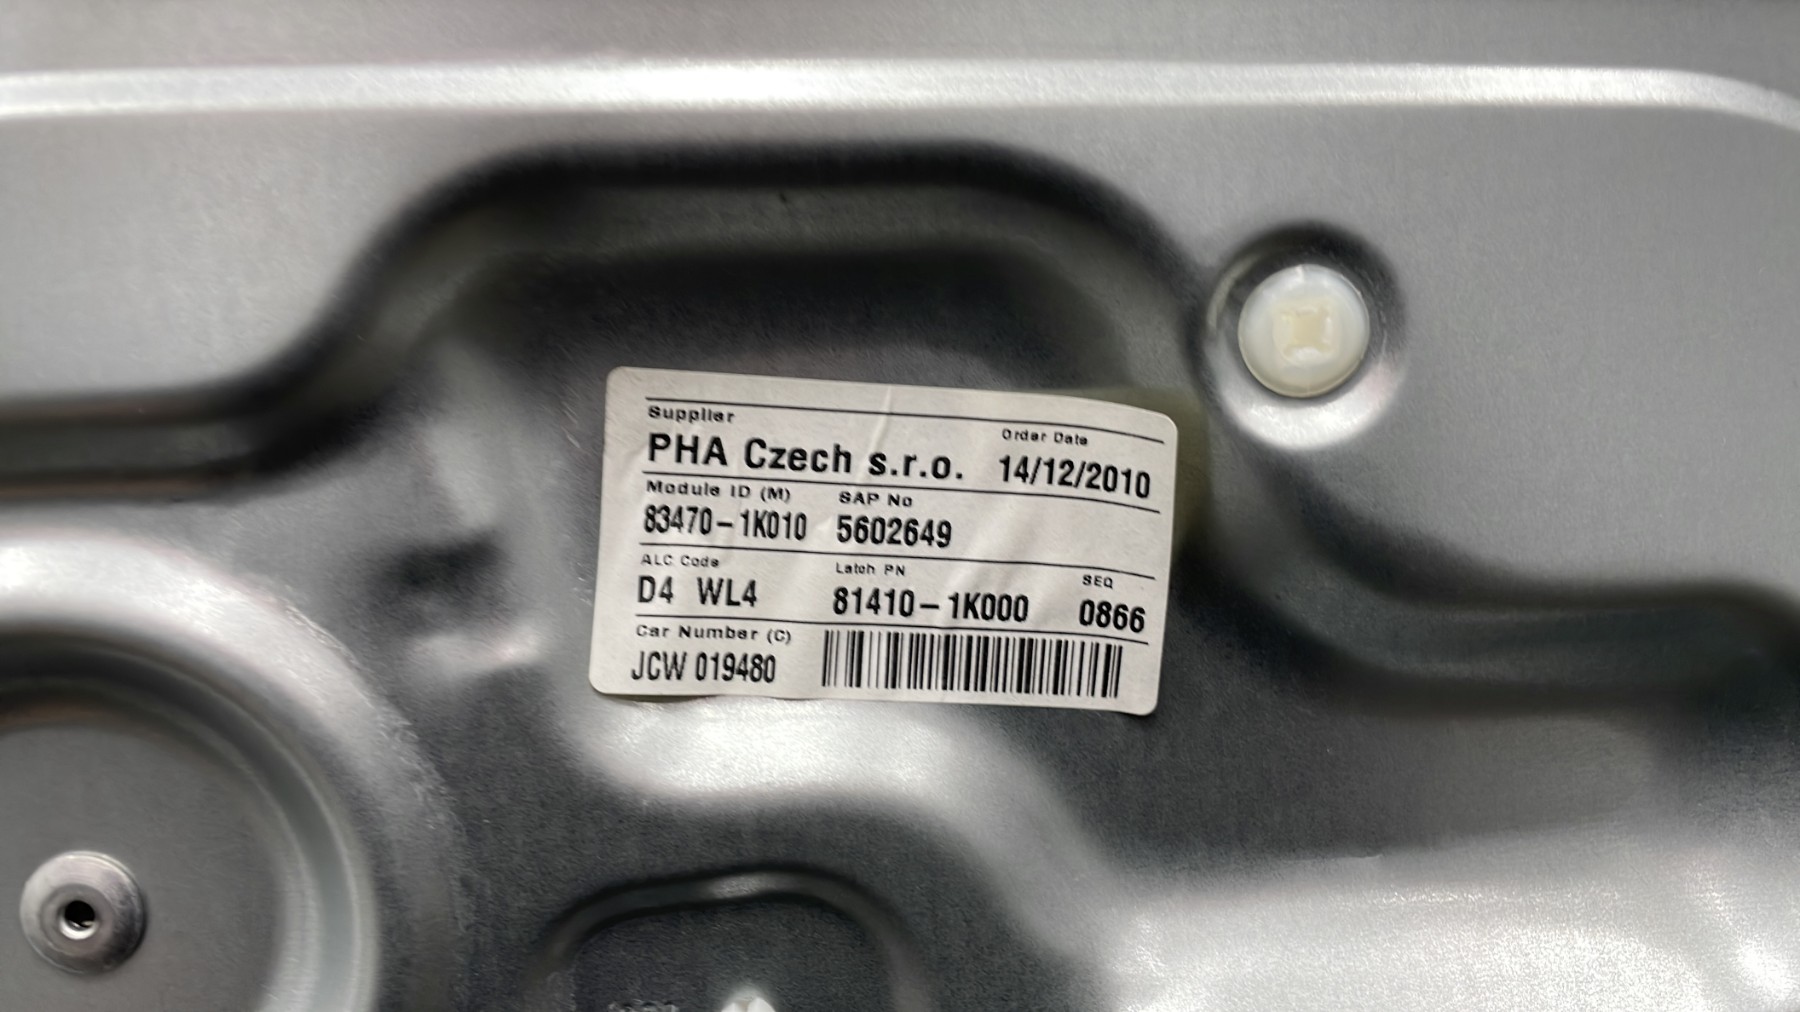 Supplier
Order Date
PHA Czech s.r.o. 14/12/2010
Module ID (M) SAP No
83470-1K010 5602649
ALC Code Latch PN SEQ
D4 WL4 81410-1K000 0866
Car Number (C)
JCW 019480